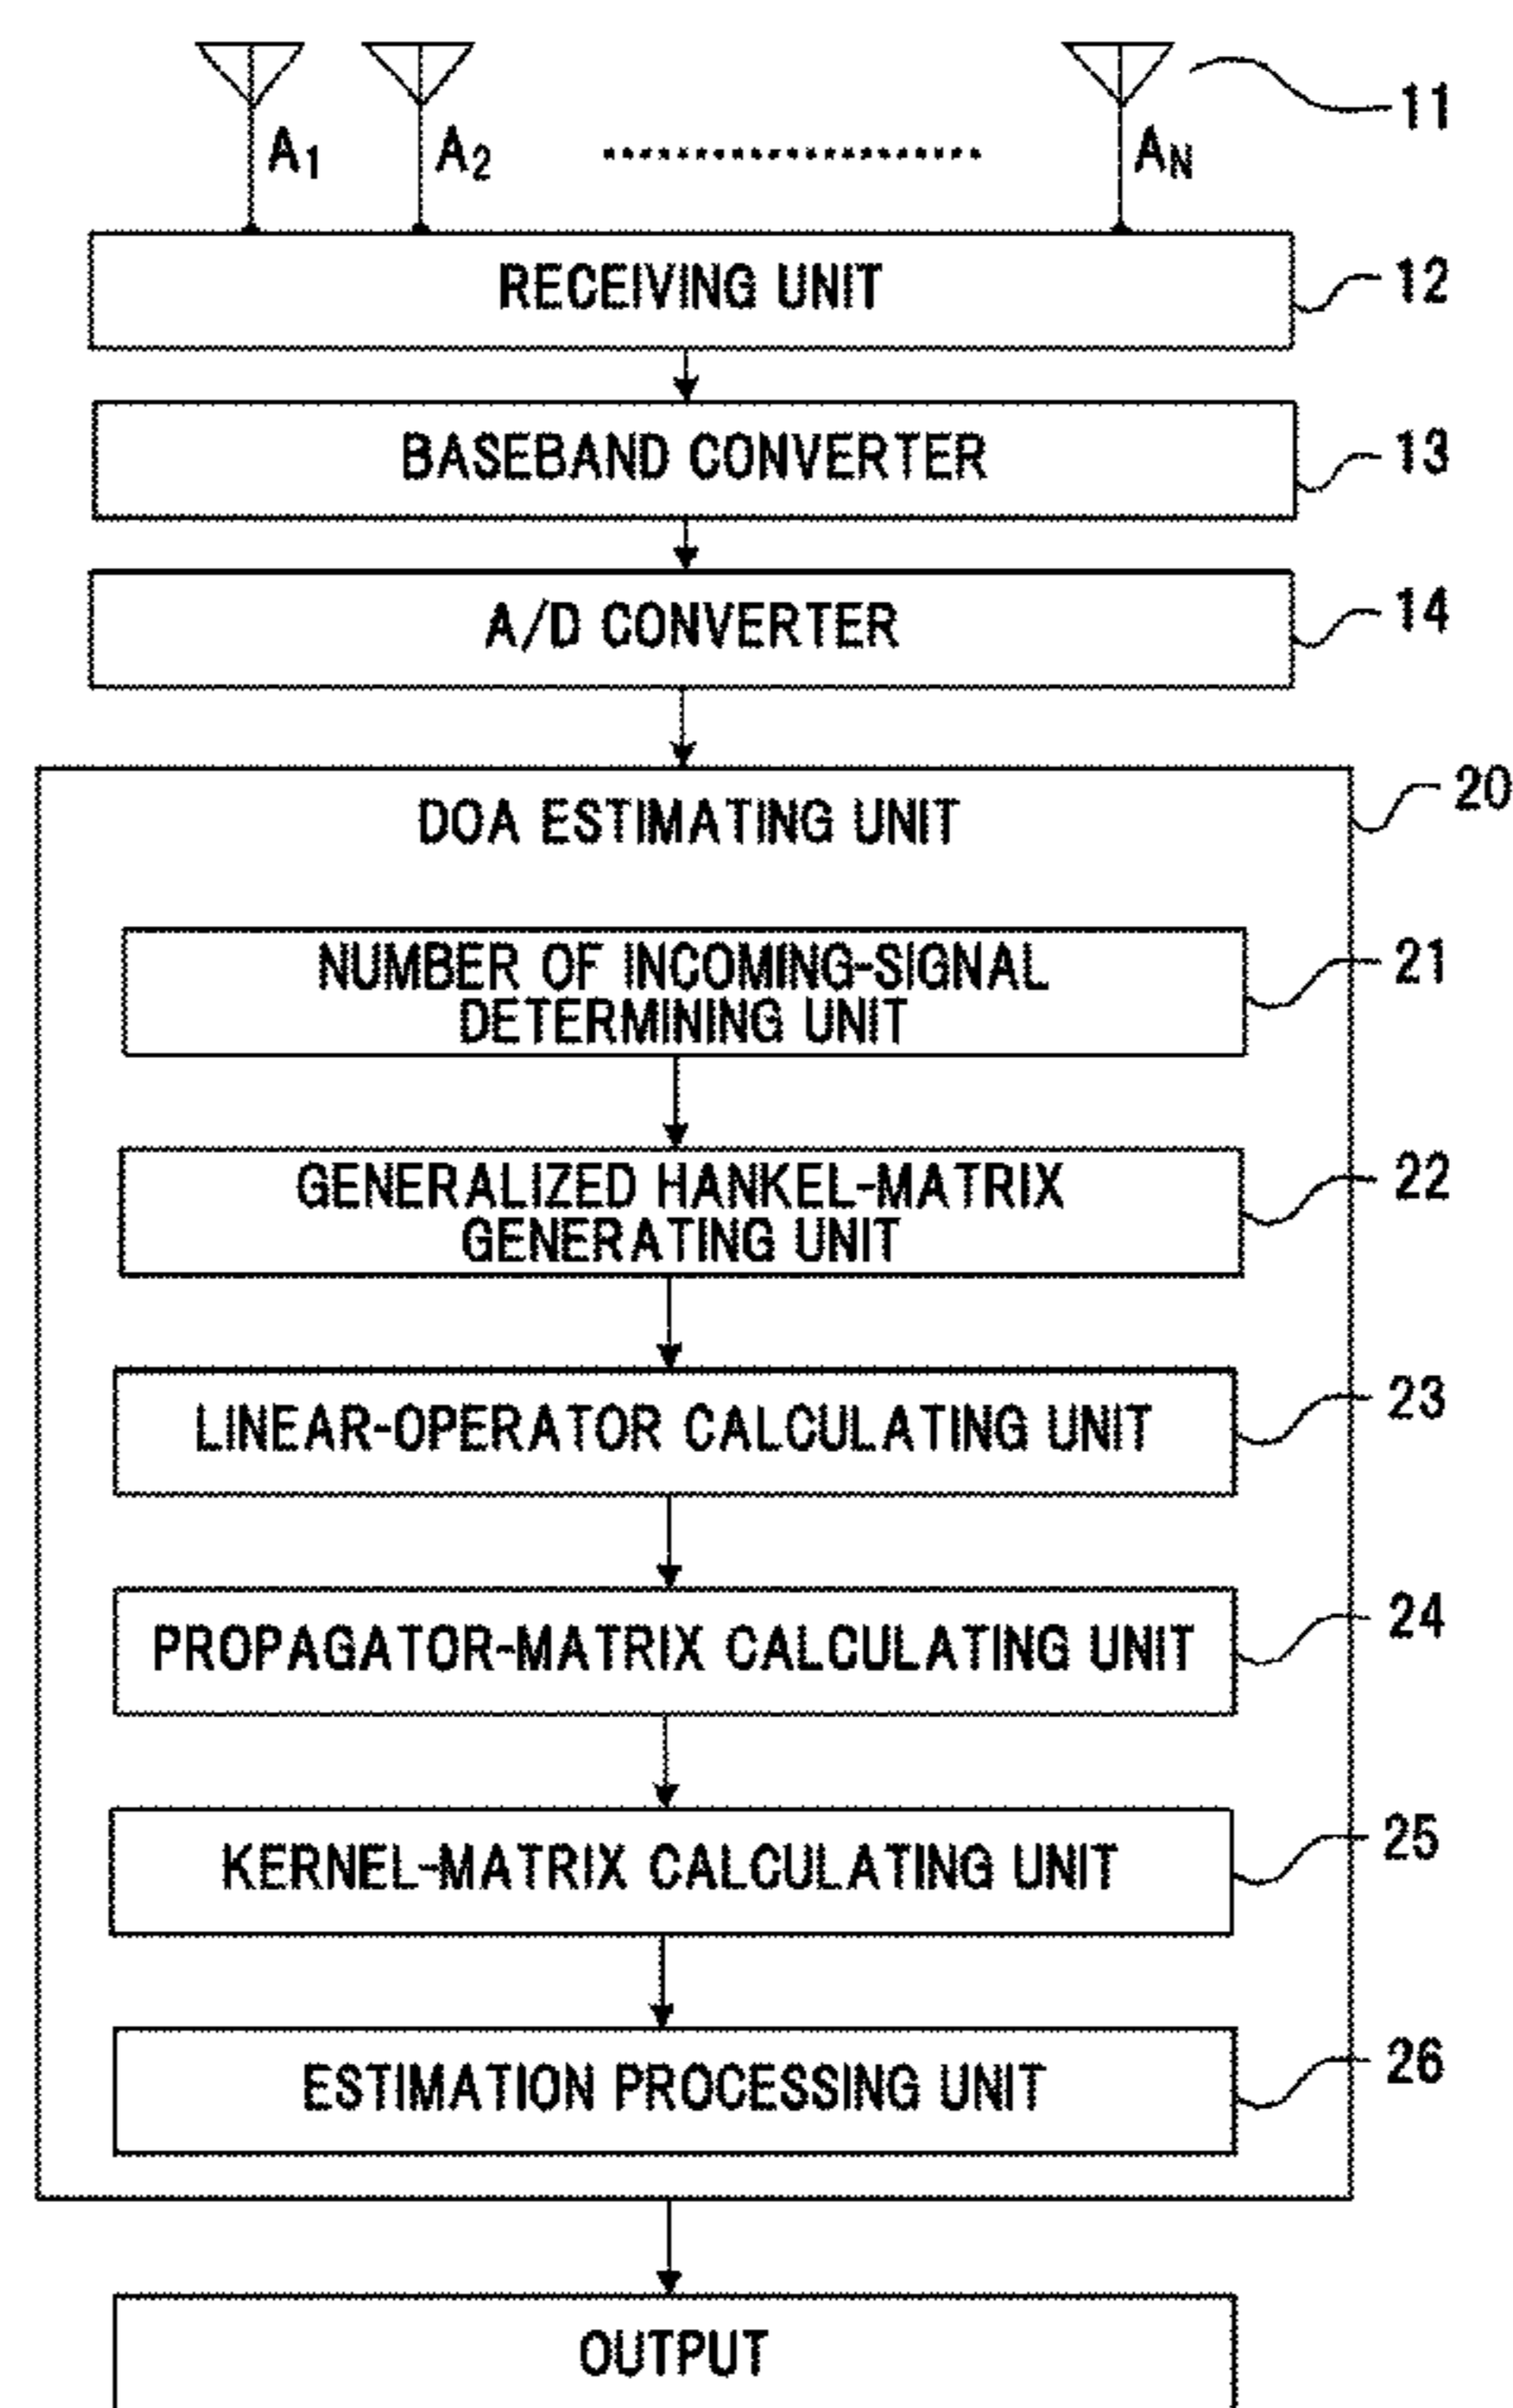 11
A1 A2 AN
RECEIVING UNIT 12
BASEBAND CONVERTER 13
A/D CONVERTER 14
20
DOA ESTIMATING UNIT
NUMBER OF INCOMING-SIGNAL 21
DETERMINING UNIT
GENERALIZED HANKEL-MATRIX 22
GENERATING UNIT
LINEAR-OPERATOR CALCULATING UNIT 23
PROPAGATOR-MATRIX CALCULATING UNIT 24
KERNEL-MATRIX CALCULATING UNIT 25
ESTIMATION PROCESSING UNIT 26
OUTPUT